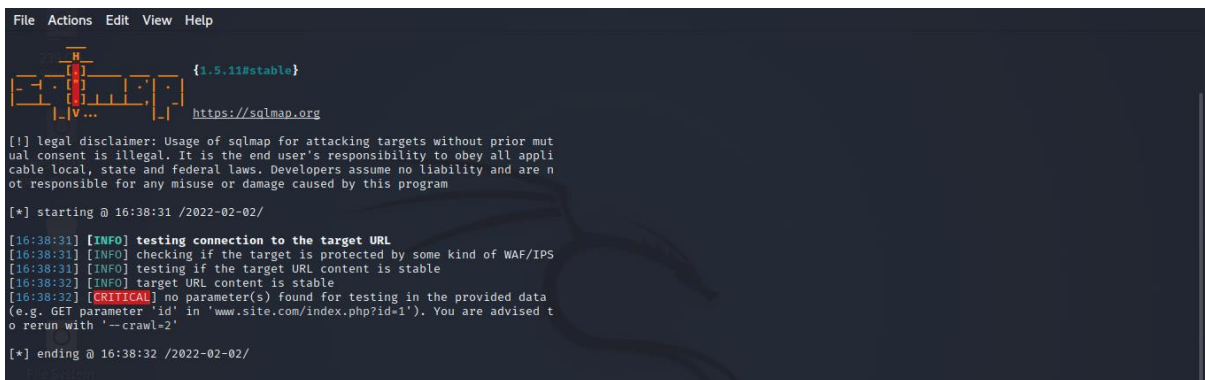 File Actions Edit View Help
{1.5.11#stable}
https://sqlmap.org
[!] legal disclaimer: Usage of sqlmap for attacking targets without prior mut
ual consent is illegal. It is the end user's responsibility to obey all appli
cable local, state and federal laws. Developers assume no liability and are n
ot responsible for any misuse or damage caused by this program
[*] starting @ 16:38:31 /2022-02-02/
[16:38:31] [INFO] testing connection to the target URL
[16:38:31] [INFO] checking if the target is protected by some kind of WAF/IPS
[16:38:31] [INFO] testing if the target URL content is stable
[16:38:32] [INFO] target URL content is stable
[16:38:32] [CRITICAL] no parameter(s) found for testing in the provided data
(e.g. GET parameter 'id' in 'www.site.com/index.php?id=1'). You are advised t
o rerun with '--crawl=2'
[*] ending @ 16:38:32 /2022-02-02/
File System